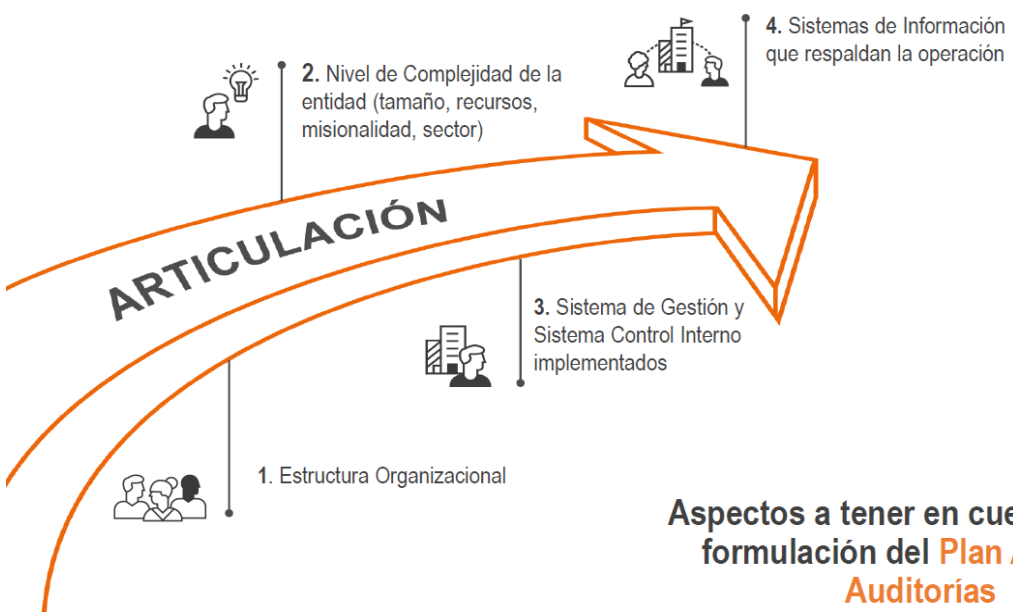 4. Sistemas de Información
que respaldan la operación
2. Nivel de Complejidad de la
entidad (tamaño, recursos,
misionalidad, sector)
ARTICULACIÓN
3. Sistema de Gestión y
Sistema Control Interno
implementados
1. Estructura Organizacional
Aspectos a tener en
formulación del Plan
Auditorías